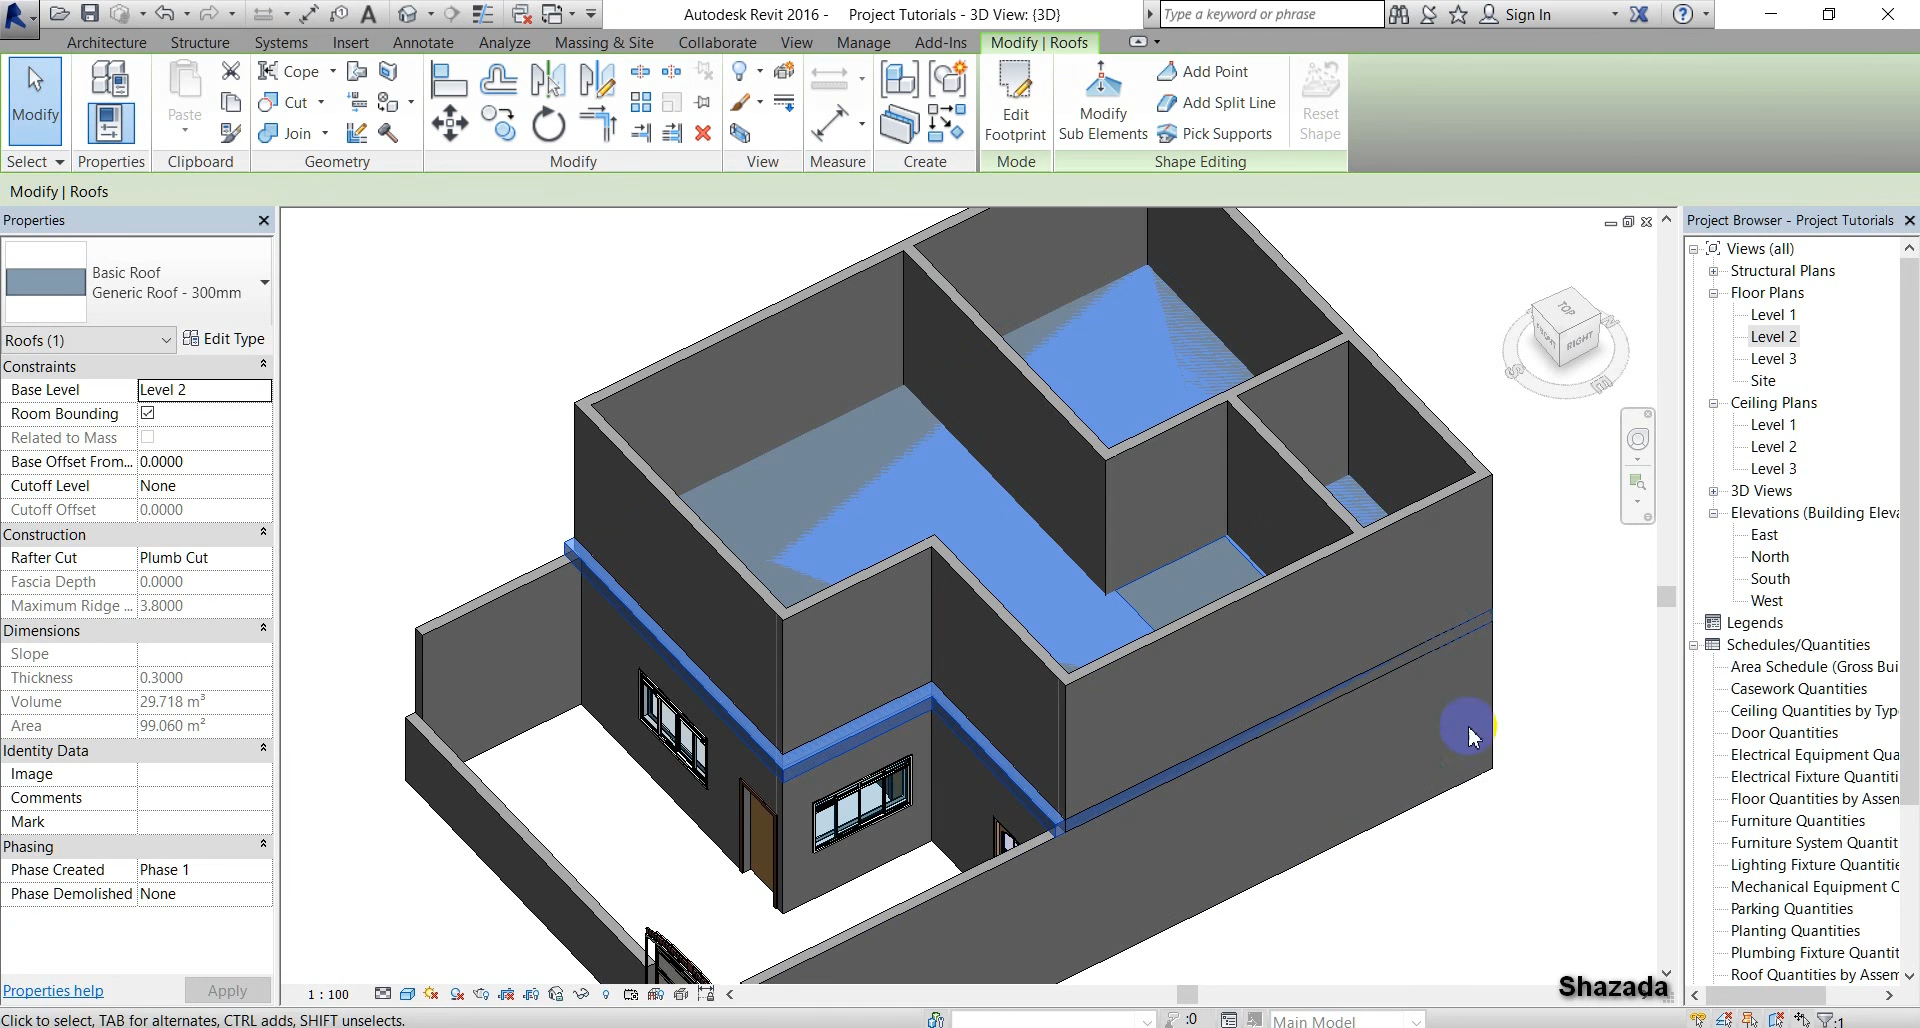 Autodesk Revit 2016 - Project Tutorials - 3D View: {3D}
Type a keyword or phrase
Sign In
Architecture Structure Systems Insert Annotate Analyze Massing & Site Collaborate View Manage Add-Ins Modify | Roofs
Modify
Select
Properties
Paste
Clipboard
Cope
Cut
Join
Geometry
Modify
View
Measure
Create
Edit
Footprint
Mode
Modify
Sub Elements
Add Point
Add Split Line
Pick Supports
Reset
Shape
Shape Editing
Modify | Roofs
Properties
Basic Roof
Generic Roof - 300mm
Roofs (1)
Edit Type
Constraints
Base Level Level 2
Room Bounding
Related to Mass
Base Offset From... 0.0000
Cutoff Level None
Cutoff Offset 0.0000
Construction
Rafter Cut Plumb Cut
Fascia Depth 0.0000
Maximum Ridge ... 3.8000
Dimensions
Slope
Thickness 0.3000
Volume 29.718 m³
Area 99.060 m²
Identity Data
Image
Comments
Mark
Phasing
Phase Created Phase 1
Phase Demolished None
Properties help
Apply
TOP
FRONT
RIGHT
N
S
E
Project Browser - Project Tutorials
Views (all)
Structural Plans
Floor Plans
Level 1
Level 2
Level 3
Site
Ceiling Plans
Level 1
Level 2
Level 3
3D Views
Elevations (Building Eleva
East
North
South
West
Legends
Schedules/Quantities
Area Schedule (Gross Bui
Casework Quantities
Ceiling Quantities by Typ
Door Quantities
Electrical Equipment Qua
Electrical Fixture Quantiti
Floor Quantities by Assen
Furniture Quantities
Furniture System Quantit
Lighting Fixture Quantitie
Mechanical Equipment C
Parking Quantities
Planting Quantities
Plumbing Fixture Quantit
Roof Quantities by Assem
1 : 100
Shazada
Click to select, TAB for alternates, CTRL adds, SHIFT unselects.
:0
Main Model
:1